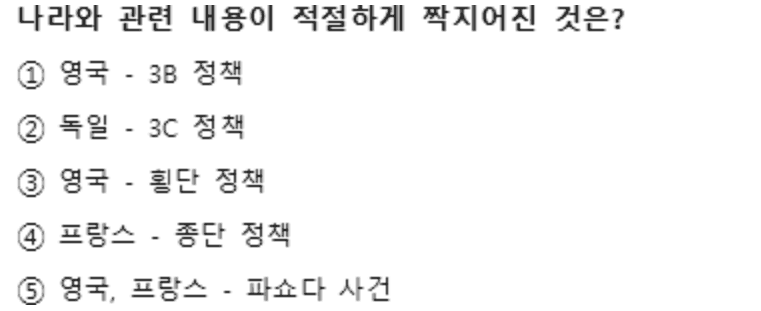 나라와 관련 내용이 적절하게 짝지어진 것은?
① 영국 - 3B 정책
② 독일 - 3C 정책
③ 영국 - 횡단 정책
④ 프랑스 - 종단 정책
⑤ 영국, 프랑스 - 파쇼다 사건